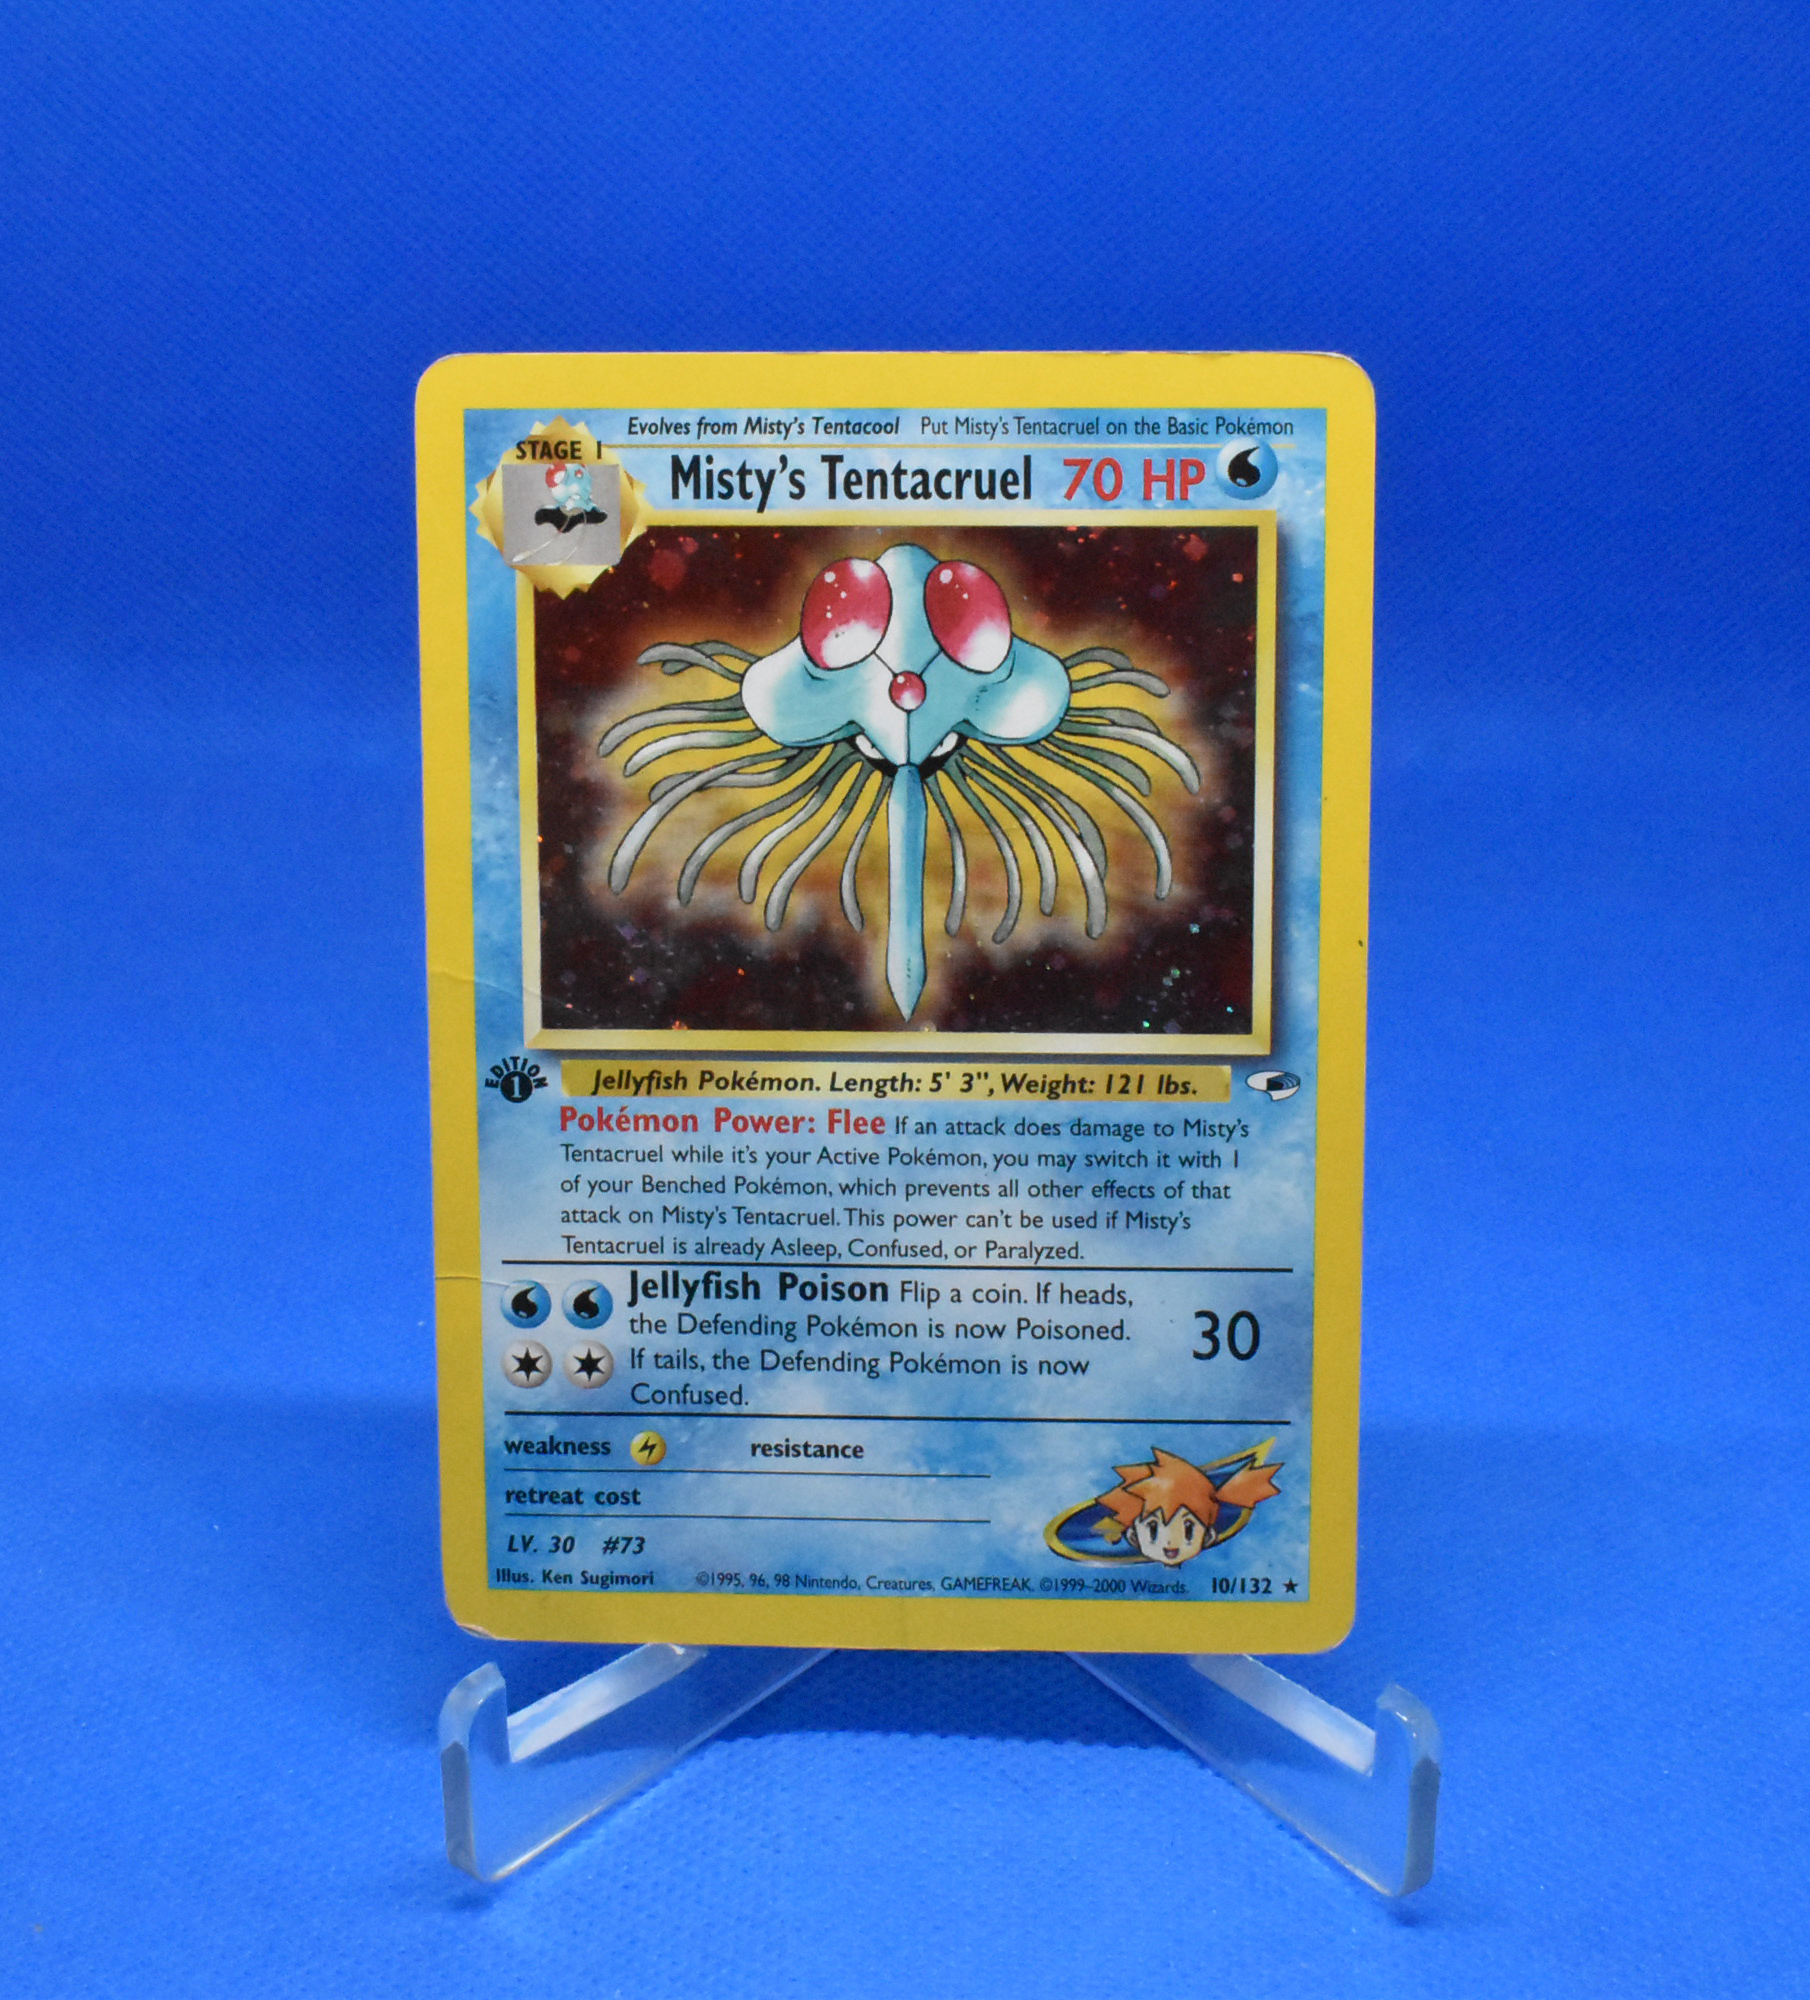 Evolves from Misty's Tentacool Put Misty's Tentacruel on the Basic Pokémon
STAGE 1
Misty's Tentacruel 70 HP
EDITION
1
Jellyfish Pokémon. Length: 5' 3", Weight: 121 lbs.
Pokémon Power: Flee If an attack does damage to Misty's
Tentacruel while it's your Active Pokémon, you may switch it with 1
of your Benched Pokémon, which prevents all other effects of that
attack on Misty's Tentacruel. This power can't be used if Misty's
Tentacruel is already Asleep, Confused, or Paralyzed.
Jellyfish Poison Flip a coin. If heads,
the Defending Pokémon is now Poisoned.
If tails, the Defending Pokémon is now
Confused.
30
weakness resistance
retreat cost
LV. 30 #73
Illus. Ken Sugimori ©1995, 96, 98 Nintendo, Creatures, GAMEFREAK. ©1999–2000 Wizards. 10/132 ★